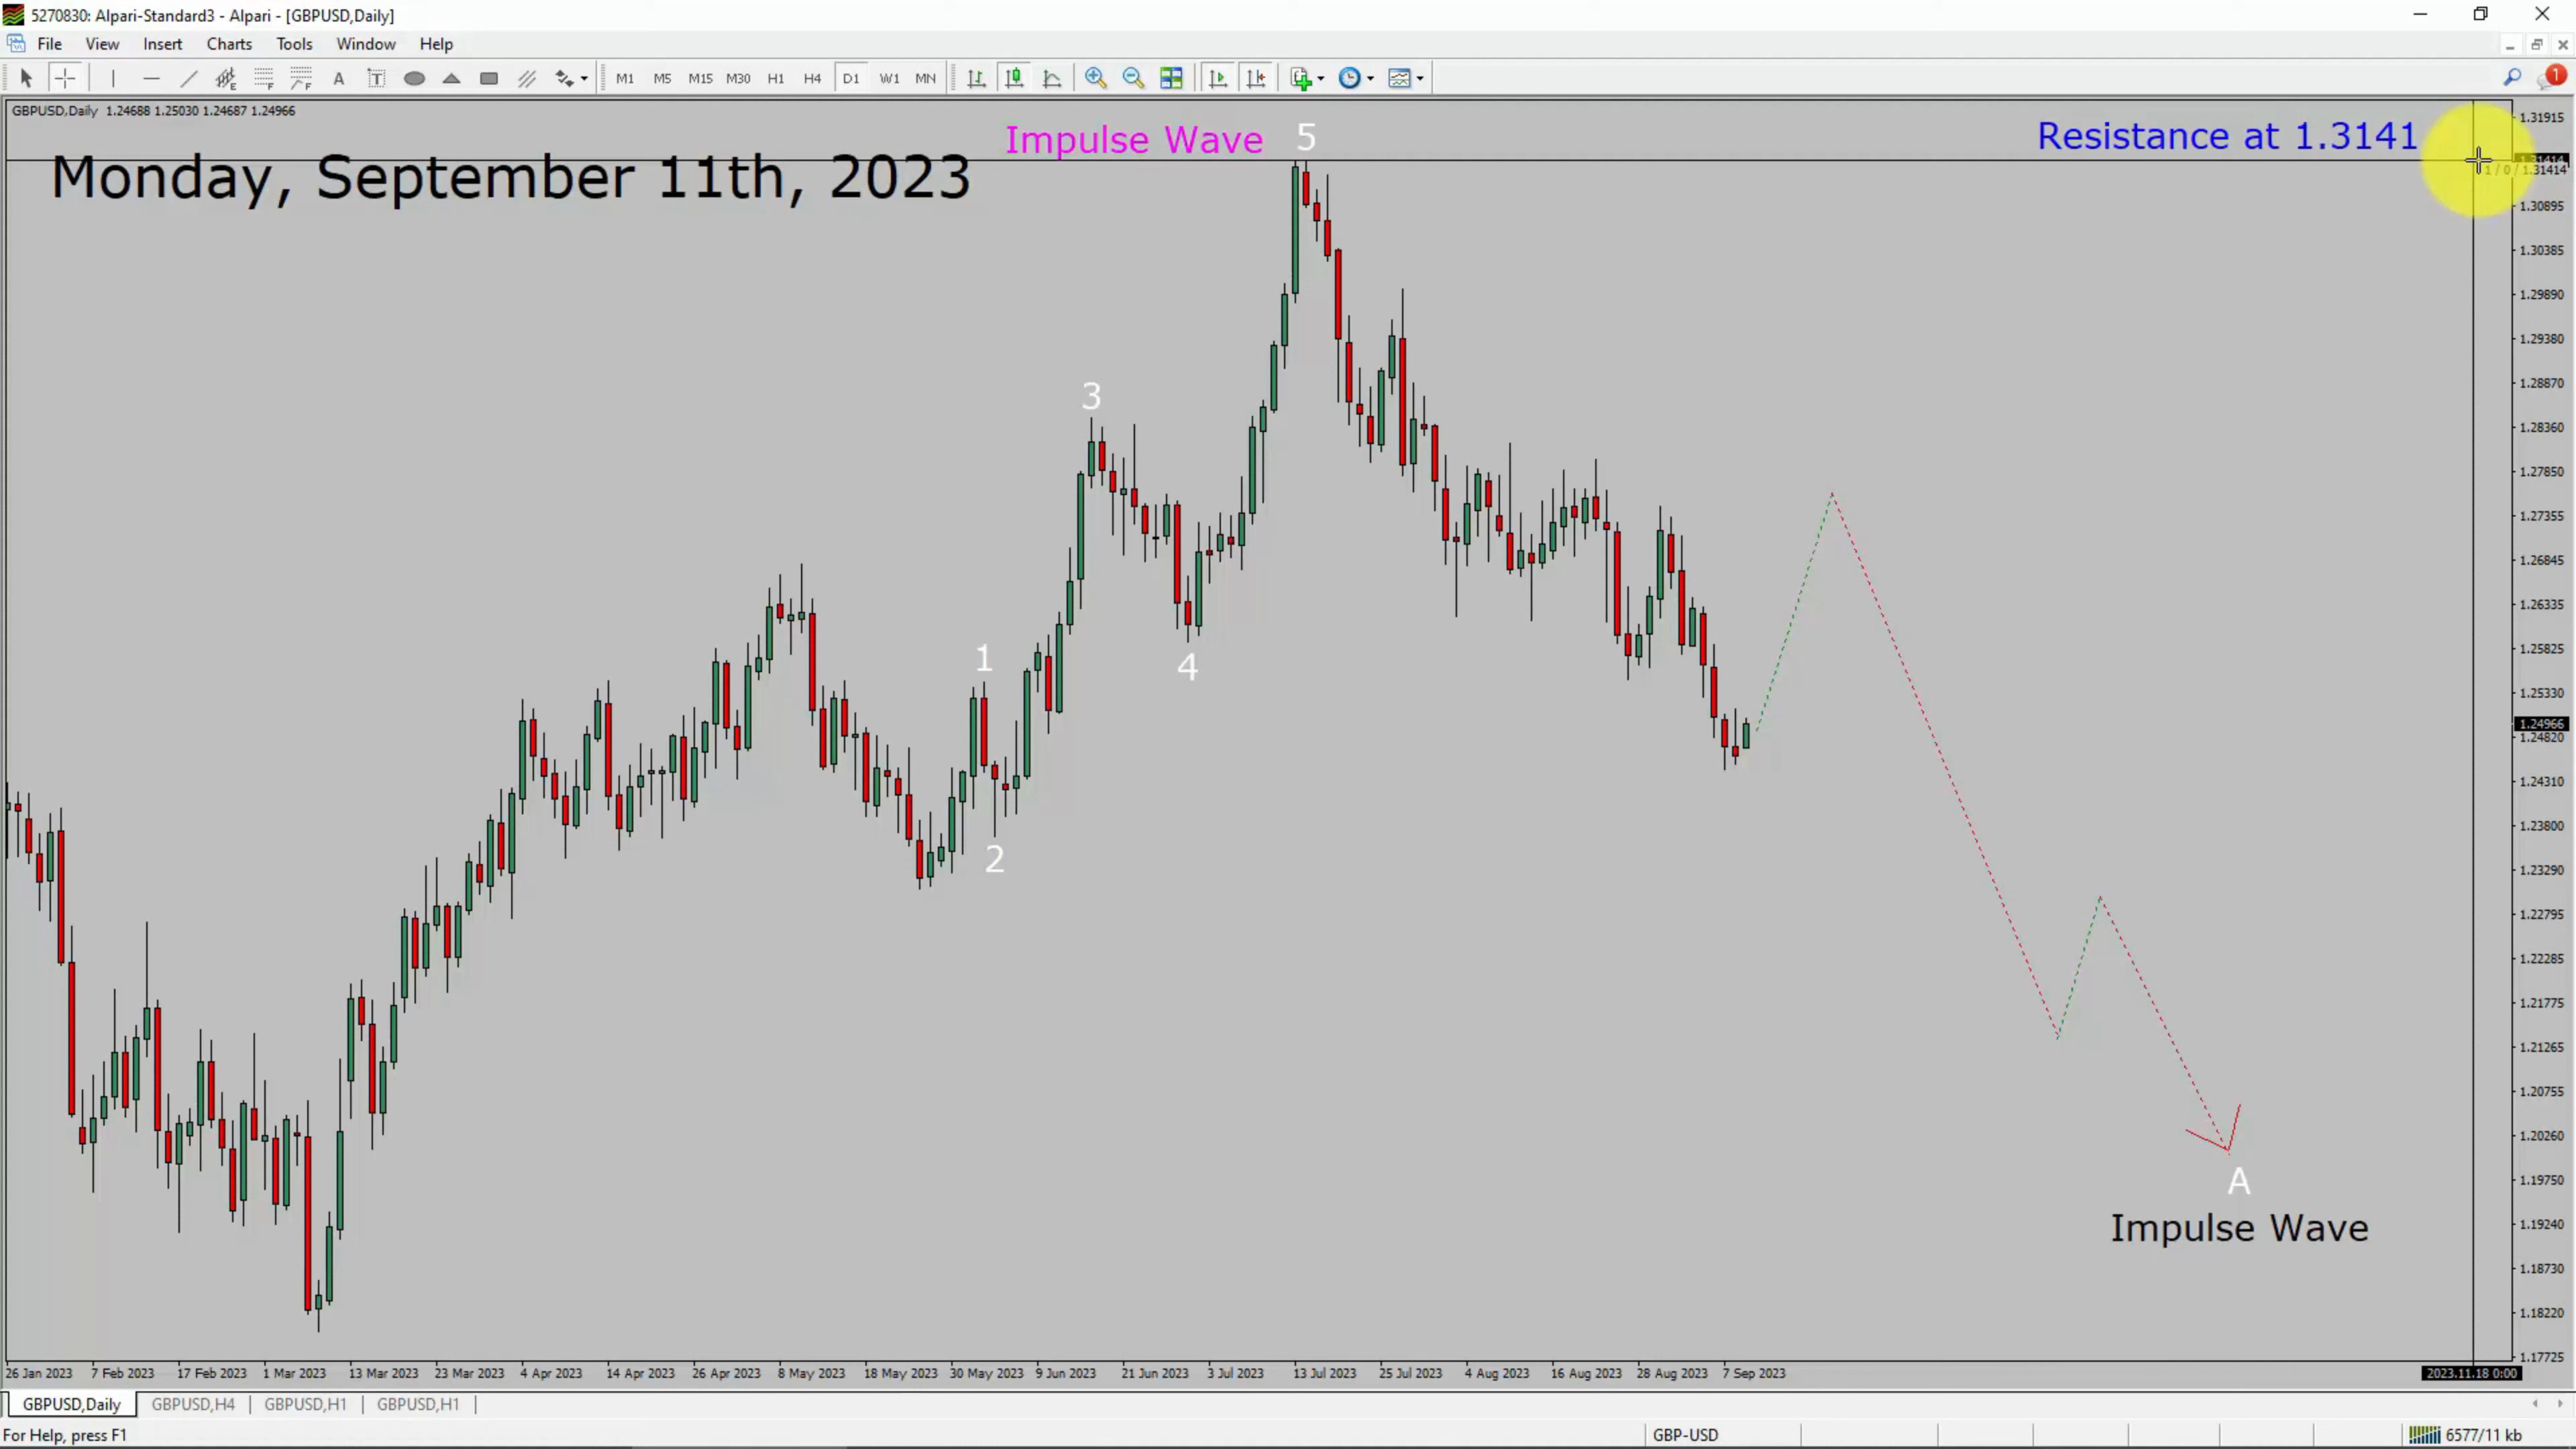 5270830: Alpari-Standard3 - Alpari - [GBPUSD,Daily]
File View Insert Charts Tools Window Help
A T M1 M5 M15 M30 H1 H4 D1 W1 MN 1
GBPUSD,Daily 1.24688 1.25030 1.24687 1.24966
Impulse Wave 5
Resistance at 1.3141
Monday, September 11th, 2023
3
1
4
2
A
Impulse Wave
1.31915
1 / 0 / 1.31414
1.30895
1.30385
1.29890
1.29380
1.28870
1.28360
1.27850
1.27355
1.26845
1.26335
1.25825
1.25330
1.24966
1.24820
1.24310
1.23800
1.23290
1.22795
1.22285
1.21775
1.21265
1.20755
1.20260
1.19750
1.19240
1.18730
1.18220
1.17725
26 Jan 2023 7 Feb 2023 17 Feb 2023 1 Mar 2023 13 Mar 2023 23 Mar 2023 4 Apr 2023 14 Apr 2023 26 Apr 2023 8 May 2023 18 May 2023 30 May 2023 9 Jun 2023 21 Jun 2023 3 Jul 2023 13 Jul 2023 25 Jul 2023 4 Aug 2023 16 Aug 2023 28 Aug 2023 7 Sep 2023 2023.11.18 0:00
GBPUSD,Daily GBPUSD,H4 GBPUSD,H1 GBPUSD,H1
For Help, press F1 GBP-USD 6577/11 kb